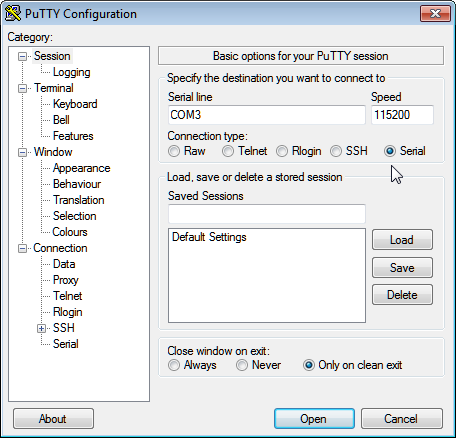 PuTTY Configuration
Category:
Session
Logging
Terminal
Keyboard
Bell
Features
Window
Appearance
Behaviour
Translation
Selection
Colours
Connection
Data
Proxy
Telnet
Rlogin
SSH
Serial
Basic options for your PuTTY session
Specify the destination you want to connect to
Serial line Speed
COM3 115200
Connection type:
Raw Telnet Rlogin SSH Serial
Load, save or delete a stored session
Saved Sessions
Default Settings
Load
Save
Delete
Close window on exit:
Always Never Only on clean exit
About Open Cancel